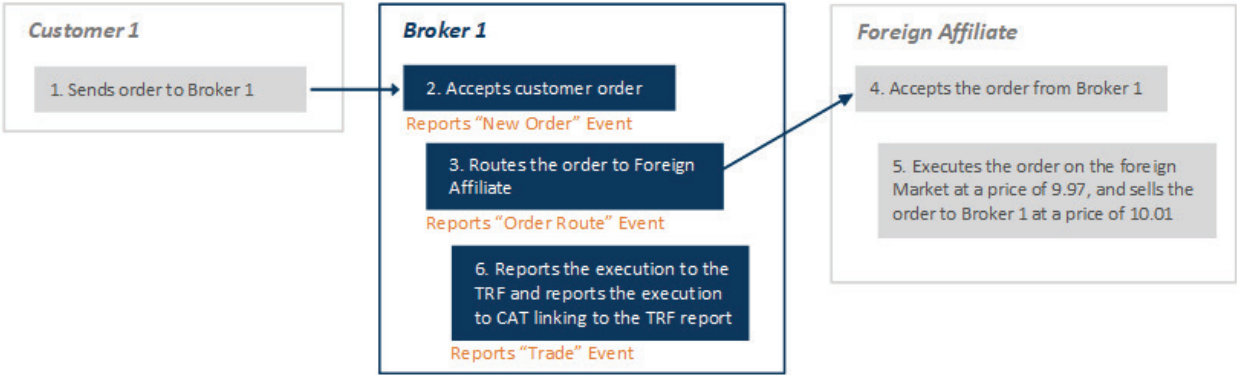 Customer 1
1. Sends order to Broker 1
Broker 1
2. Accepts customer order
Reports “New Order” Event
3. Routes the order to Foreign
Affiliate
Reports “Order Route” Event
6. Reports the execution to the
TRF and reports the execution
to CAT linking to the TRF report
Reports “Trade” Event
Foreign Affiliate
4. Accepts the order from Broker 1
5. Executes the order on the foreign
Market at a price of 9.97, and sells the
order to Broker 1 at a price of 10.01